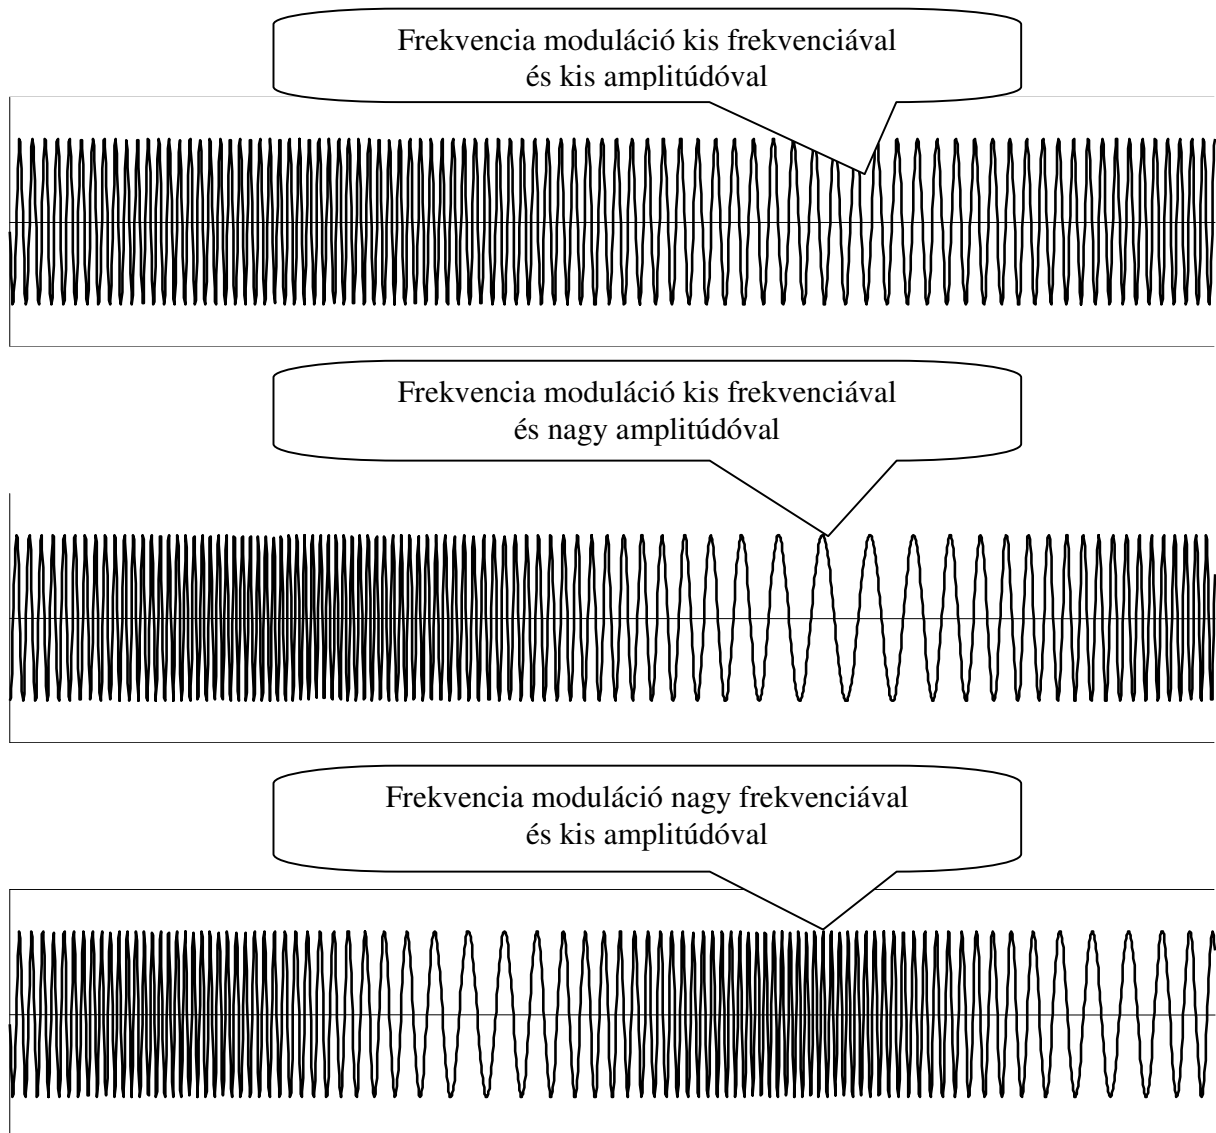 Frekvencia moduláció kis frekvenciával
és kis amplitúdóval
Frekvencia moduláció kis frekvenciával
és nagy amplitúdóval
Frekvencia moduláció nagy frekvenciával
és kis amplitúdóval